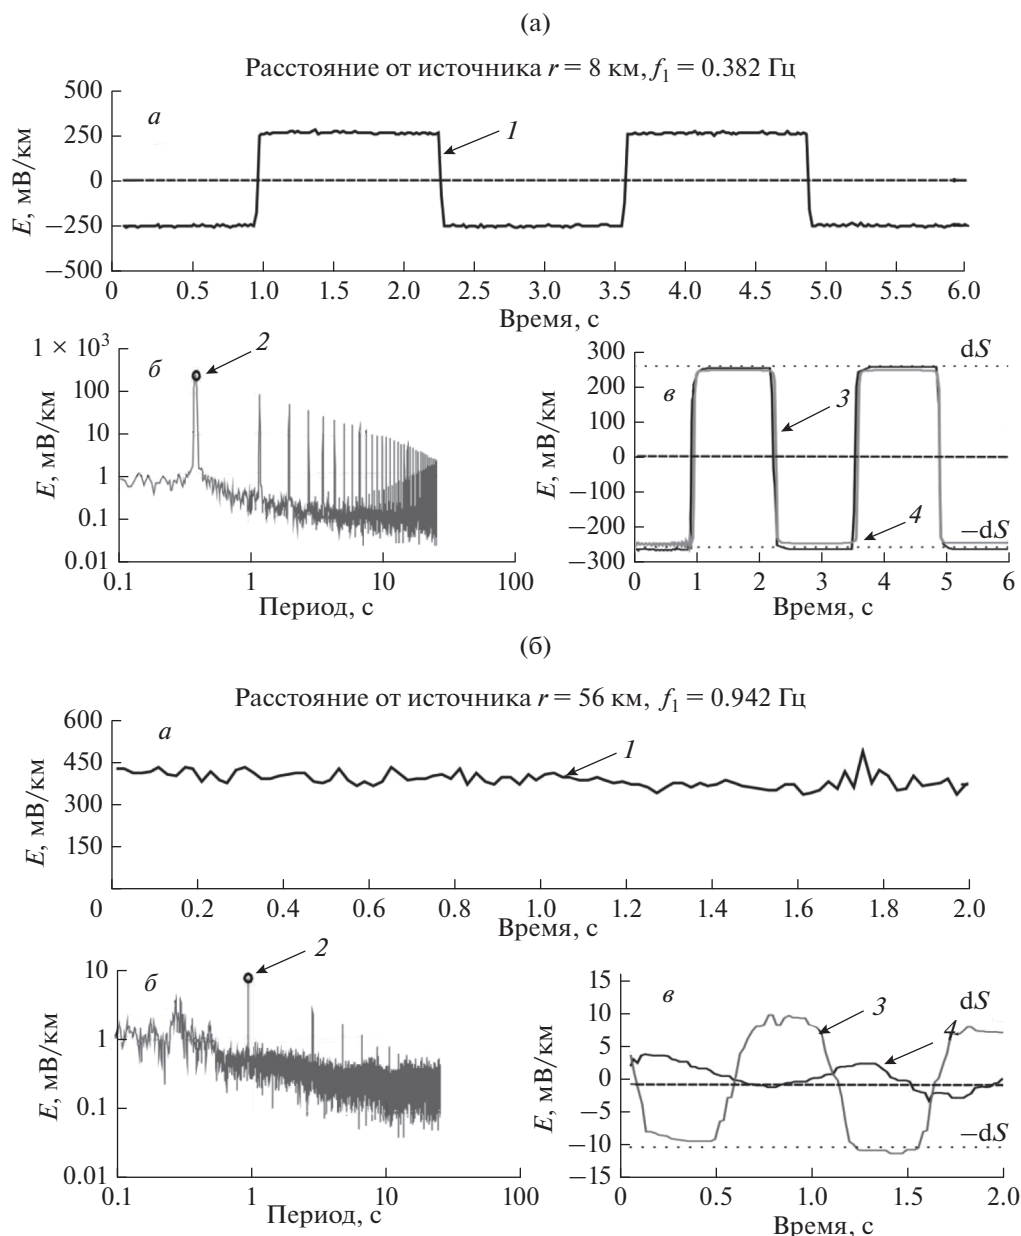 (а)
Расстояние от источника r = 8 км, f₁ = 0.382 Гц
E, мВ/км
500
250
0
−250
−500
а
1
0 0.5 1.0 1.5 2.0 2.5 3.0 3.5 4.0 4.5 5.0 5.5 6.0
Время, с
E, мВ/км
1 × 10³
100
10
1
0.1
0.01
б
2
0.1 1 10 100
Период, с
E, мВ/км
300
200
100
0
−100
−200
−300
в
dS
3
4
−dS
0 1 2 3 4 5 6
Время, с
(б)
Расстояние от источника r = 56 км, f₁ = 0.942 Гц
E, мВ/км
600
450
300
150
а
1
0 0.2 0.4 0.6 0.8 1.0 1.2 1.4 1.6 1.8 2.0
Время, с
E, мВ/км
10
1
0.1
0.01
б
2
0.1 1 10 100
Период, с
E, мВ/км
15
10
5
0
−5
−10
−15
в
3
dS
4
−dS
0 0.5 1.0 1.5 2.0
Время, с